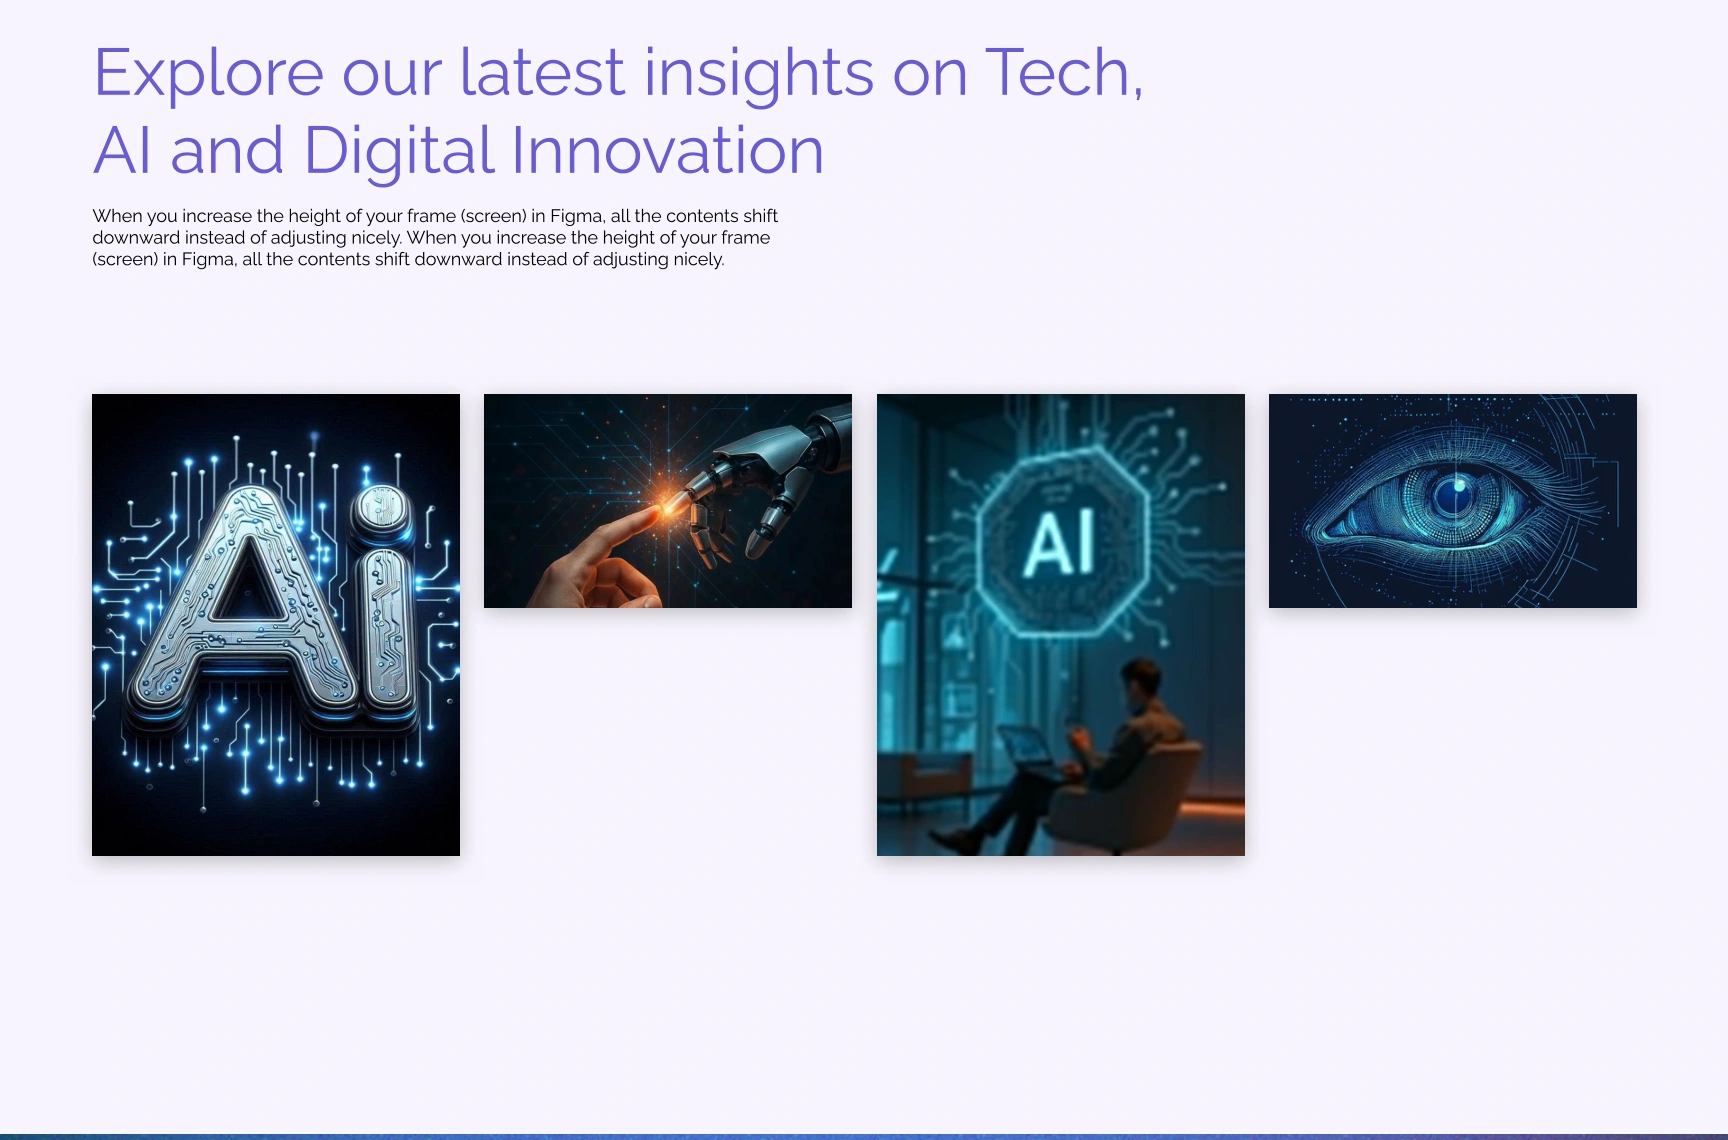 Explore our latest insights on Tech,
AI and Digital Innovation
When you increase the height of your frame (screen) in Figma, all the contents shift
downward instead of adjusting nicely. When you increase the height of your frame
(screen) in Figma, all the contents shift downward instead of adjusting nicely.
Ai
AI